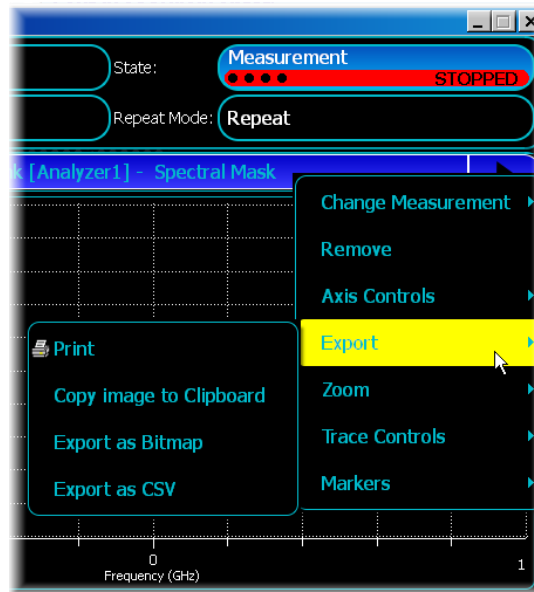 State:
Measurement
STOPPED
Repeat Mode:
Repeat
[Analyzer1] - Spectral Mask
Change Measurement
Remove
Axis Controls
Export
Zoom
Trace Controls
Markers
Print
Copy image to Clipboard
Export as Bitmap
Export as CSV
0
1
Frequency (GHz)